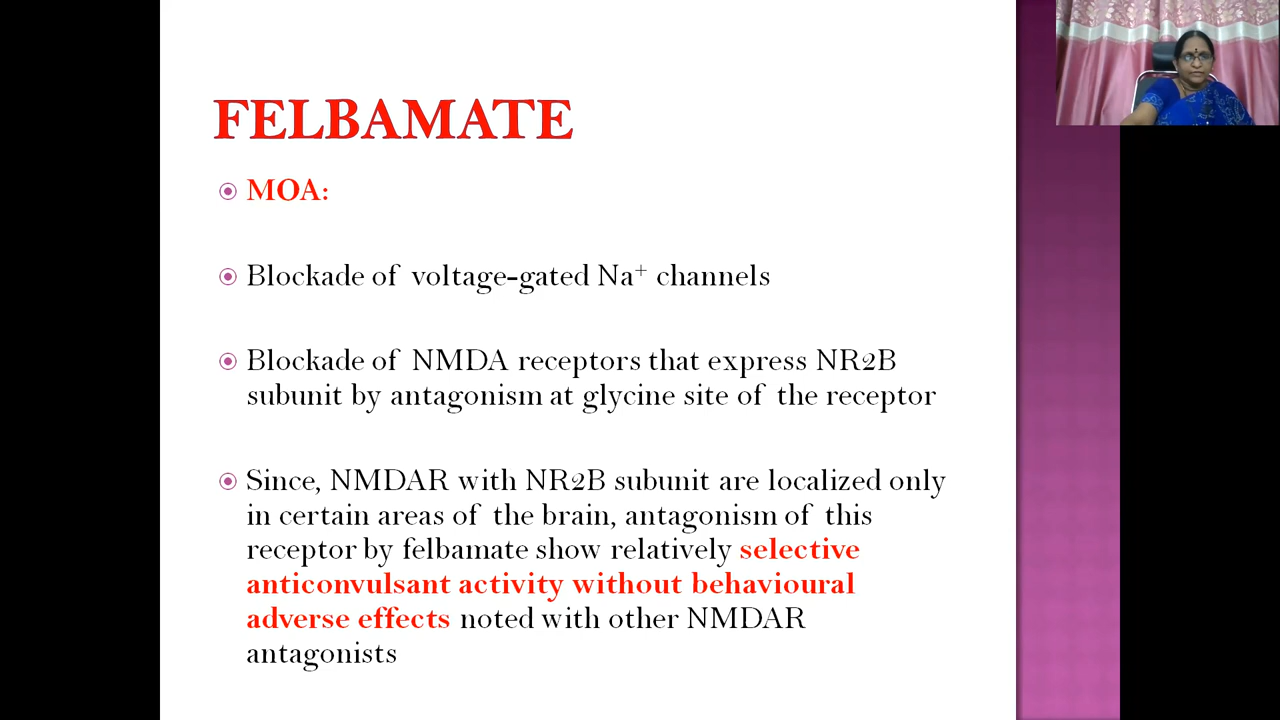 FELBAMATE
MOA:
Blockade of voltage-gated Na⁺ channels
Blockade of NMDA receptors that express NR2B
subunit by antagonism at glycine site of the receptor
Since, NMDAR with NR2B subunit are localized only
in certain areas of the brain, antagonism of this
receptor by felbamate show relatively selective
anticonvulsant activity without behavioural
adverse effects noted with other NMDAR
antagonists